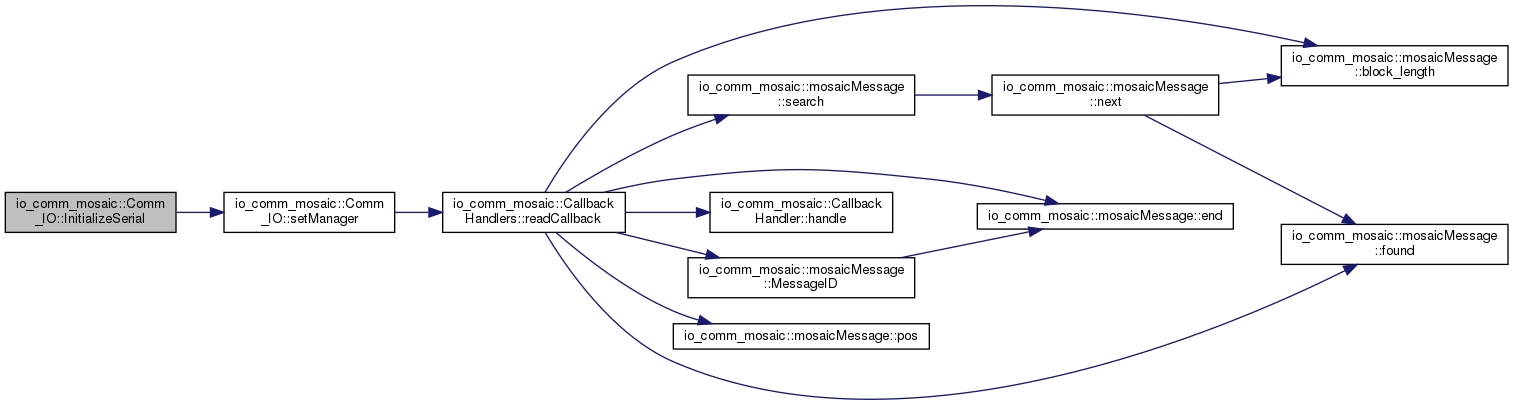 io_comm_mosaic::Comm
_IO::InitializeSerial
io_comm_mosaic::Comm
_IO::setManager
io_comm_mosaic::Callback
Handlers::readCallback
io_comm_mosaic::mosaicMessage
::search
io_comm_mosaic::mosaicMessage
::next
io_comm_mosaic::mosaicMessage
::block_length
io_comm_mosaic::Callback
Handler::handle
io_comm_mosaic::mosaicMessage::end
io_comm_mosaic::mosaicMessage
::found
io_comm_mosaic::mosaicMessage
::MessageID
io_comm_mosaic::mosaicMessage::pos